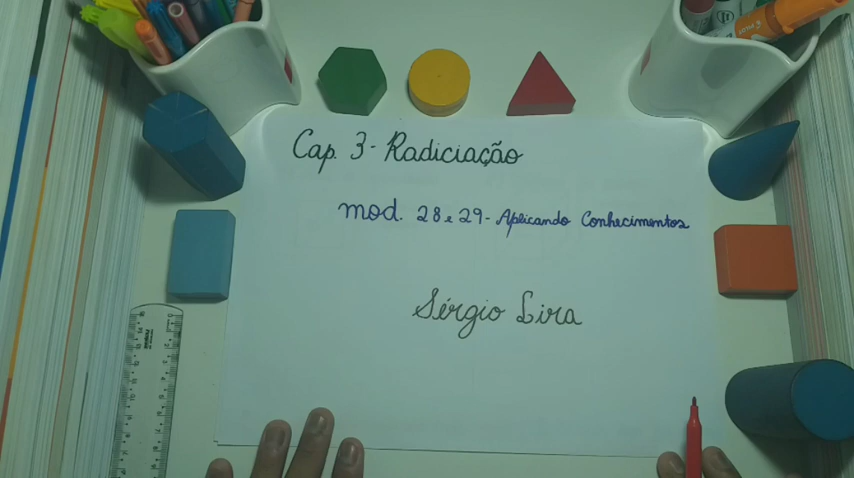 Cap. 3 - Radiciação
mod. 28 e 29 - Aplicando Conhecimentos
Sérgio Lira